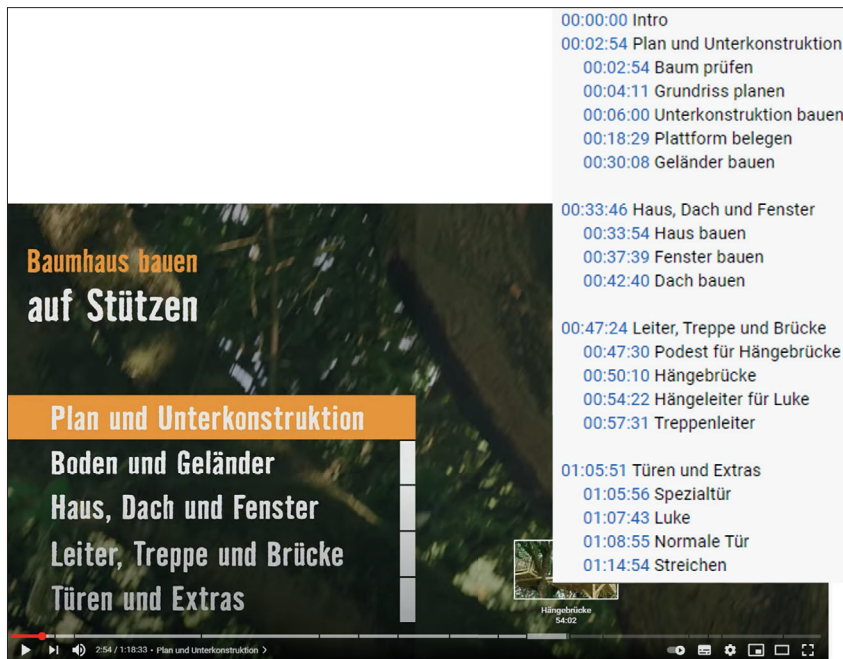 00:00:00 Intro
00:02:54 Plan und Unterkonstruktion
00:02:54 Baum prüfen
00:04:11 Grundriss planen
00:06:00 Unterkonstruktion bauen
00:18:29 Plattform belegen
00:30:08 Geländer bauen
00:33:46 Haus, Dach und Fenster
00:33:54 Haus bauen
00:37:39 Fenster bauen
00:42:40 Dach bauen
00:47:24 Leiter, Treppe und Brücke
00:47:30 Podest für Hängebrücke
00:50:10 Hängebrücke
00:54:22 Hängeleiter für Luke
00:57:31 Treppenleiter
01:05:51 Türen und Extras
01:05:56 Spezialtür
01:07:43 Luke
01:08:55 Normale Tür
01:14:54 Streichen
Baumhaus bauen
auf Stützen
Plan und Unterkonstruktion
Boden und Geländer
Haus, Dach und Fenster
Leiter, Treppe und Brücke
Türen und Extras
Hängebrücke
54:02
2:54 / 1:18:33 • Plan und Unterkonstruktion >